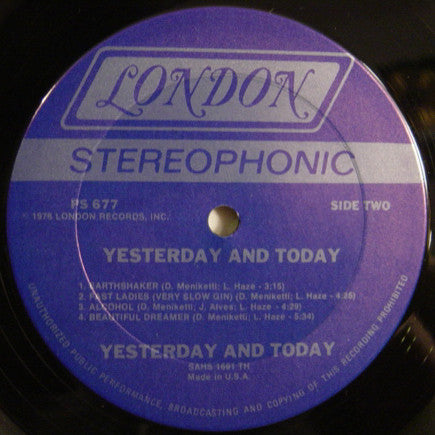 LONDON
STEREOPHONIC
PS 677
SIDE TWO
℗ 1976 LONDON RECORDS, INC.
YESTERDAY AND TODAY
1. EARTHSHAKER (D. Meniketti; L. Haze - 3:15)
2. FAST LADIES (VERY SLOW GIN) (D. Meniketti; L. Haze - 4:26)
3. ALCOHOL (D. Meniketti; J. Alves; L. Haze - 4:29)
4. BEAUTIFUL DREAMER (D. Meniketti; L. Haze - 5:34)
YESTERDAY AND TODAY
SAHS 1691 TH
Made in U.S.A.
UNAUTHORIZED PUBLIC PERFORMANCE, BROADCASTING AND COPYING OF THIS RECORDING PROHIBITED